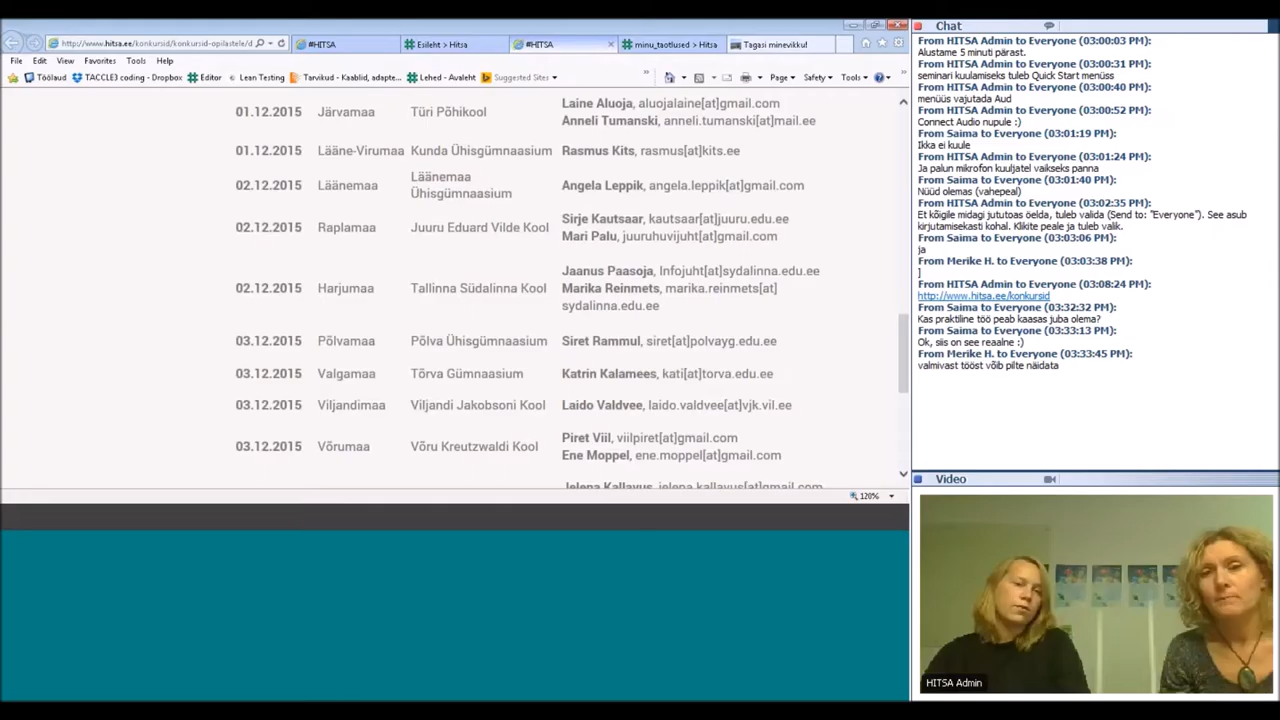 http://www.hitsa.ee/konkursid/konkursid-opilastele/d
#HITSA
Esileht > Hitsa
#HITSA
minu_taotlused > Hitsa
Tagasi minevikku!
File Edit View Favorites Tools Help
Töölaud TACCLE3 coding - Dropbox Editor Lean Testing Tarvikud - Kaablid, adapte... Lehed - Avaleht Suggested Sites Page Safety Tools
01.12.2015 Järvamaa Türi Põhikool Laine Aluoja, aluojalaine[at]gmail.com
Anneli Tumanski, anneli.tumanski[at]mail.ee
01.12.2015 Lääne-Virumaa Kunda Ühisgümnaasium Rasmus Kits, rasmus[at]kits.ee
02.12.2015 Läänemaa Läänemaa
Ühisgümnaasium Angela Leppik, angela.leppik[at]gmail.com
02.12.2015 Raplamaa Juuru Eduard Vilde Kool Sirje Kautsaar, kautsaar[at]juuru.edu.ee
Mari Palu, juuruhuvijuht[at]gmail.com
02.12.2015 Harjumaa Tallinna Südalinna Kool Jaanus Paasoja, Infojuht[at]sydalinna.edu.ee
Marika Reinmets, marika.reinmets[at]
sydalinna.edu.ee
03.12.2015 Põlvamaa Põlva Ühisgümnaasium Siret Rammul, siret[at]polvayg.edu.ee
03.12.2015 Valgamaa Tõrva Gümnaasium Katrin Kalamees, kati[at]torva.edu.ee
03.12.2015 Viljandimaa Viljandi Jakobsoni Kool Laido Valdvee, laido.valdvee[at]vjk.vil.ee
03.12.2015 Võrumaa Võru Kreutzwaldi Kool Piret Viil, viilpiret[at]gmail.com
Ene Moppel, ene.moppel[at]gmail.com
Jelena Kallavus, jelena.kallavus[at]gmail.com
120%
Chat
From HITSA Admin to Everyone (03:00:03 PM):
Alustame 5 minuti pärast.
From HITSA Admin to Everyone (03:00:31 PM):
seminari kuulamiseks tuleb Quick Start menüss
From HITSA Admin to Everyone (03:00:40 PM):
menüüs vajutada Aud
From HITSA Admin to Everyone (03:00:52 PM):
Connect Audio nupule :)
From Saima to Everyone (03:01:19 PM):
Ikka ei kuule
From HITSA Admin to Everyone (03:01:24 PM):
Ja palun mikrofon kuuljatel vaikseks panna
From Saima to Everyone (03:01:40 PM):
Nüüd olemas (vahepeal)
From HITSA Admin to Everyone (03:02:35 PM):
Et kõigile midagi jututoas öelda, tuleb valida (Send to: "Everyone"). See asub
kirjutamisekasti kohal. Klikite peale ja tuleb valik.
From Saima to Everyone (03:03:06 PM):
ja
From Merike H. to Everyone (03:03:38 PM):
]
From HITSA Admin to Everyone (03:08:24 PM):
http://www.hitsa.ee/konkursid
From Saima to Everyone (03:32:32 PM):
Kas praktiline töö peab kaasas juba olema?
From Saima to Everyone (03:33:13 PM):
Ok, siis on see reaalne :)
From Merike H. to Everyone (03:33:45 PM):
valmivast tööst võib pilte näidata
Video
HITSA Admin